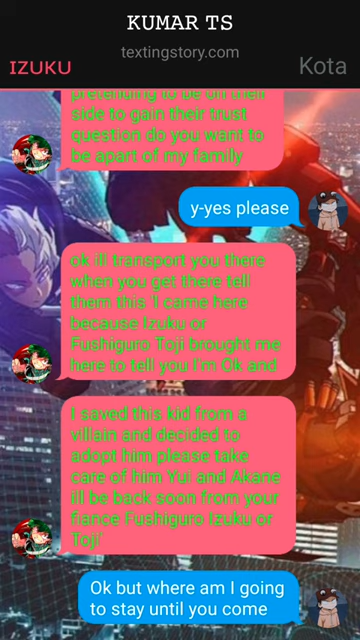 KUMAR TS
textingstory.com
IZUKU
Kota
pretending to be on their
side to gain their trust
question do you want to
be apart of my family
y-yes please
ok ill transport you there
when you get there tell
them this 'I came here
because Izuku or
Fushiguro Toji brought me
here to tell you I'm Ok and
I saved this kid from a
villain and decided to
adopt him please take
care of him Yui and Akane
ill be back soon from your
fiance Fushiguro Izuku or
Toji'
Ok but where am I going
to stay until you come